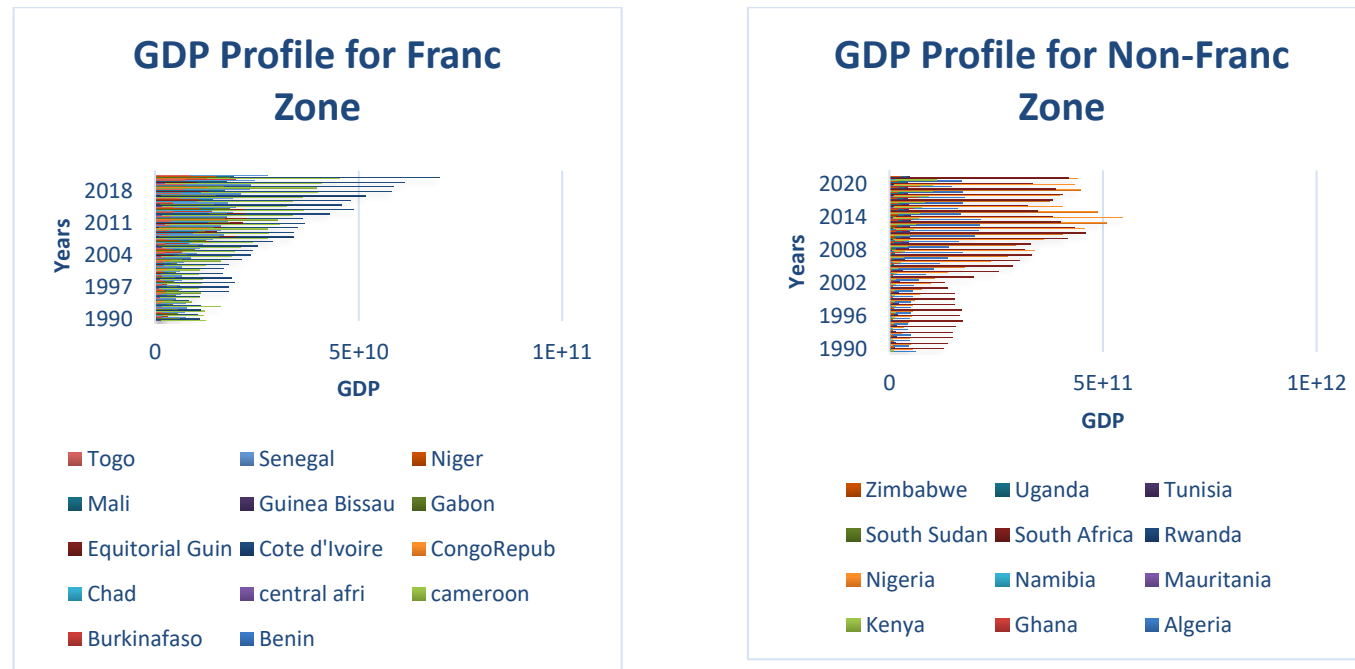 GDP Profile for Franc
Zone
2018
2011
2004
1997
1990
Years
0 5E+10 1E+11
GDP
Togo Senegal Niger
Mali Guinea Bissau Gabon
Equitorial Guin Cote d'Ivoire CongoRepub
Chad central afri cameroon
Burkinafaso Benin
GDP Profile for Non-Franc
Zone
2020
2014
2008
2002
1996
1990
Years
0 5E+11 1E+12
GDP
Zimbabwe Uganda Tunisia
South Sudan South Africa Rwanda
Nigeria Namibia Mauritania
Kenya Ghana Algeria